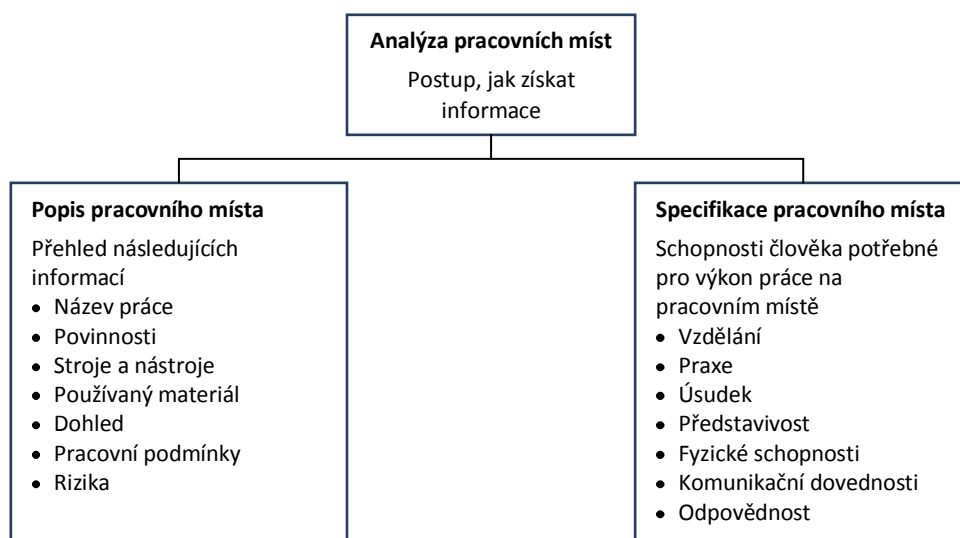 Analýza pracovních míst
Postup, jak získat
informace
Popis pracovního místa
Přehled následujících
informací
• Název práce
• Povinnosti
• Stroje a nástroje
• Používaný materiál
• Dohled
• Pracovní podmínky
• Rizika
Specifikace pracovního místa
Schopnosti člověka potřebné
pro výkon práce na
pracovním místě
• Vzdělání
• Praxe
• Úsudek
• Představivost
• Fyzické schopnosti
• Komunikační dovednosti
• Odpovědnost